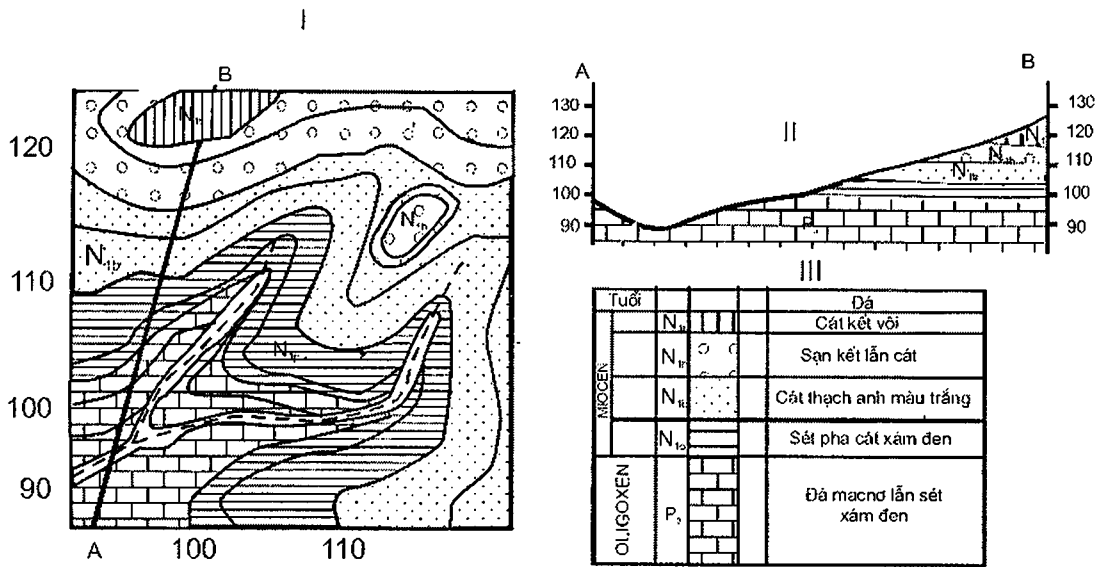 I
B
120
110
100
90
A
100
110
N₁b
A
B
II
130
120
110
100
90
130
120
110
100
90
III
Tuổi
Đá
MIOCEN
Cát kết vôi
Sạn kết lẫn cát
Cát thạch anh màu trắng
Sét pha cát xám đen
OLIGOXEN
Đá macnơ lẫn sét
xám đen